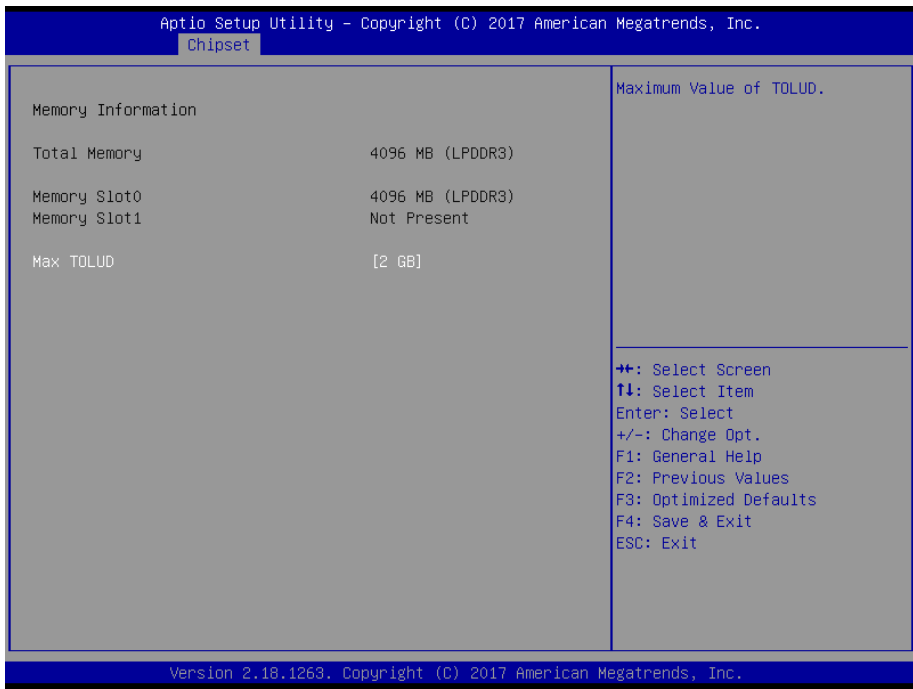 Aptio Setup Utility – Copyright (C) 2017 American Megatrends, Inc.
Chipset
Memory Information
Total Memory 4096 MB (LPDDR3)
Memory Slot0 4096 MB (LPDDR3)
Memory Slot1 Not Present
Max TOLUD [2 GB]
Maximum Value of TOLUD.
→←: Select Screen
↑↓: Select Item
Enter: Select
+/-: Change Opt.
F1: General Help
F2: Previous Values
F3: Optimized Defaults
F4: Save & Exit
ESC: Exit
Version 2.18.1263. Copyright (C) 2017 American Megatrends, Inc.